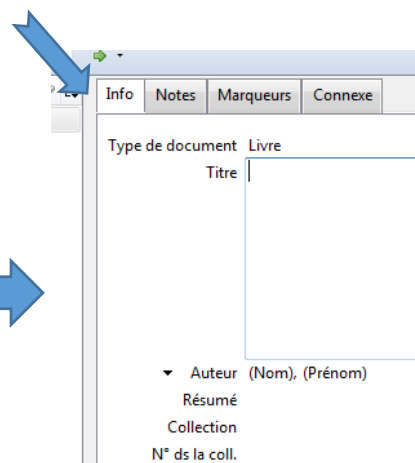 Info Notes Marqueurs Connexe
Type de document Livre
Titre
Auteur (Nom), (Prénom)
Résumé
Collection
N° ds la coll.